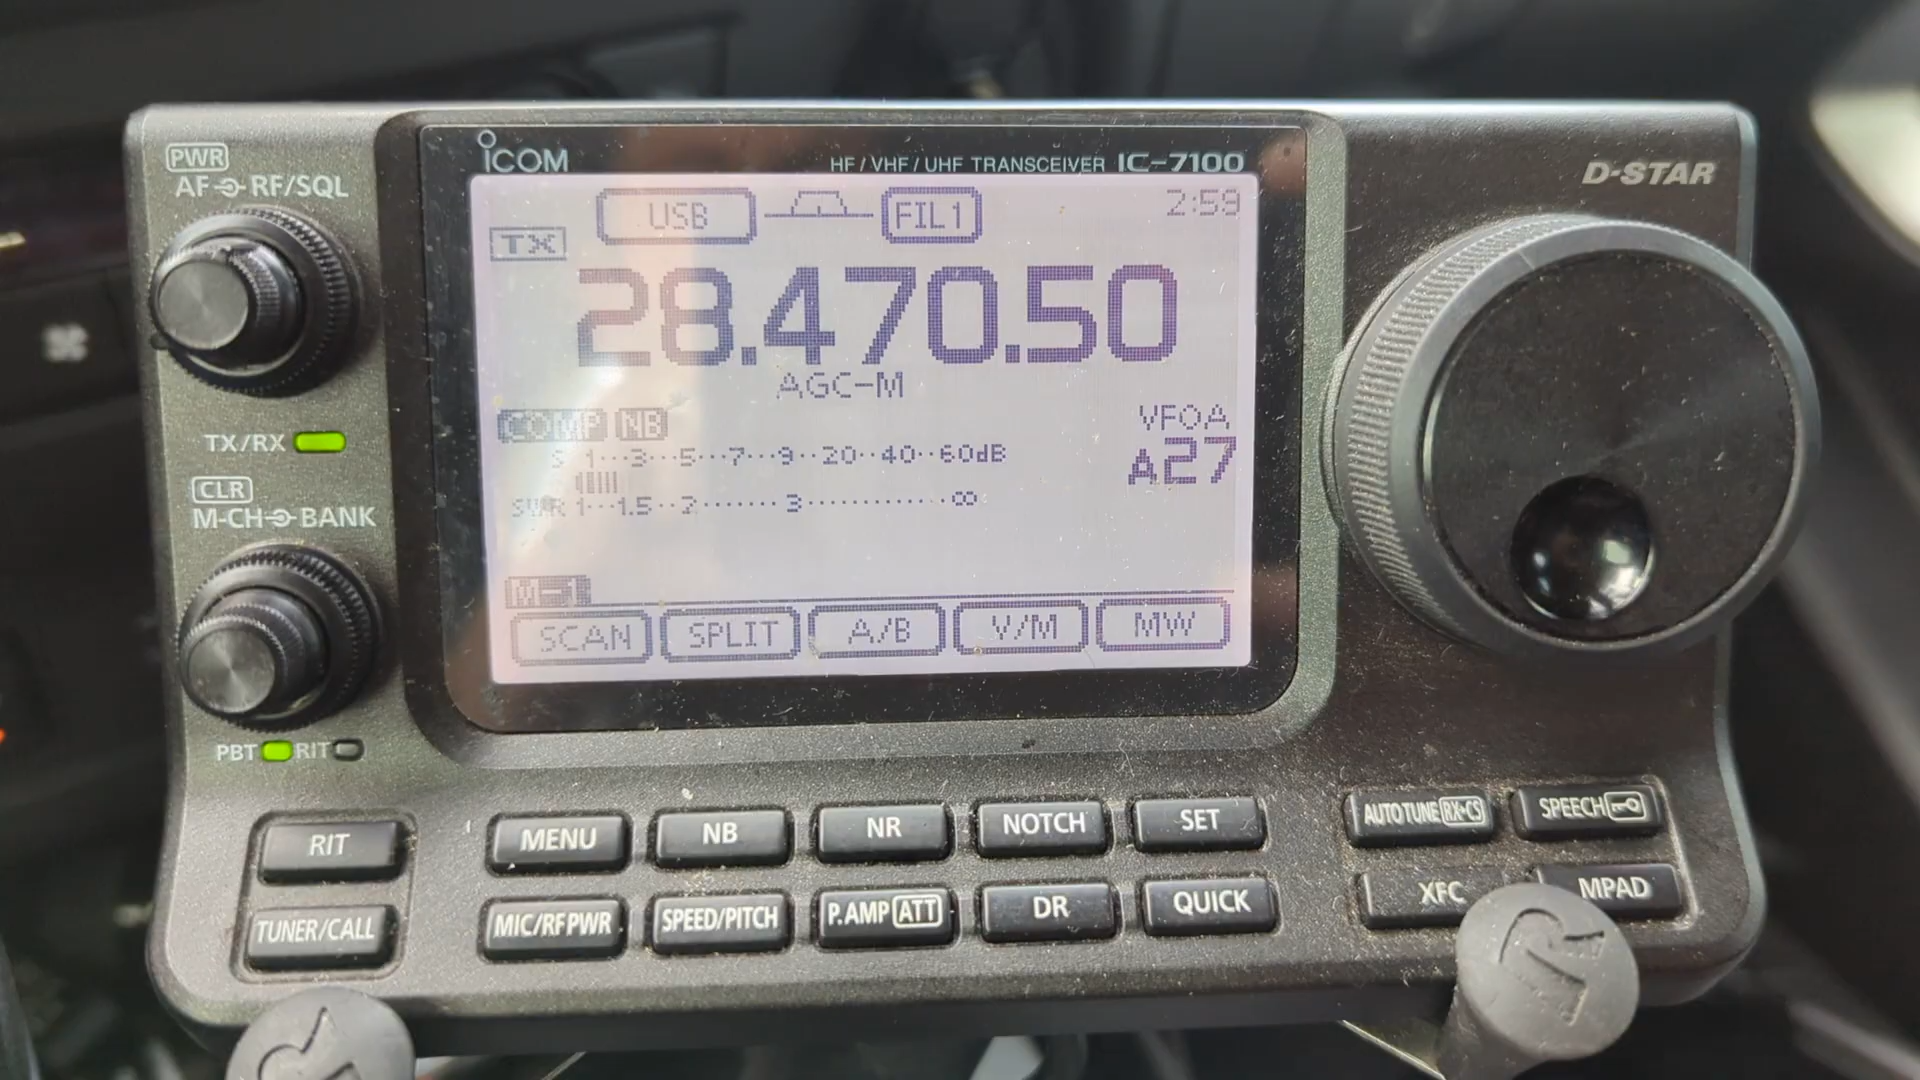 PWR
AF RF/SQL
ICOM
HF/VHF/UHF TRANSCEIVER IC-7100
D-STAR
USB FIL1 2:59
TX
28.470.50
AGC-M
COMP NB
VFOA
A27
S 1···3···5···7···9··20··40··60dB
SWR 1···1.5··2·······3···········∞
TX/RX
CLR
M-CH BANK
M-1
SCAN SPLIT A/B V/M MW
PBT RIT
RIT MENU NB NR NOTCH SET AUTOTUNE RX▸CS SPEECH
TUNER/CALL MIC/RF PWR SPEED/PITCH P.AMP ATT DR QUICK XFC MPAD